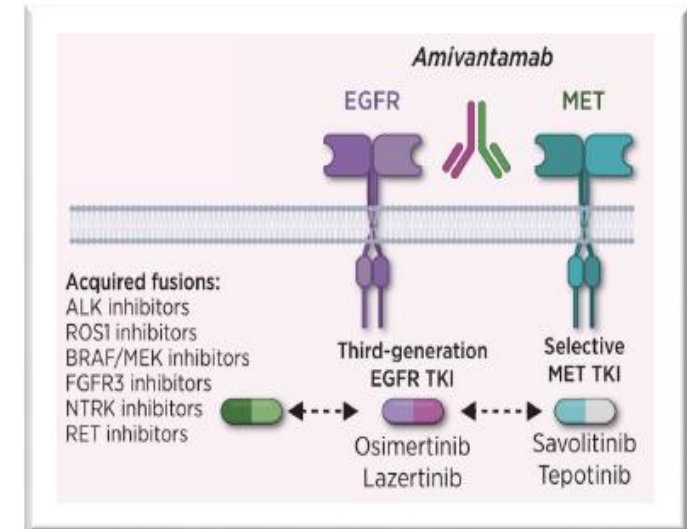 Amivantamab
EGFR
MET
Acquired fusions:
ALK inhibitors
ROS1 inhibitors
BRAF/MEK inhibitors
FGFR3 inhibitors
NTRK inhibitors
RET inhibitors
Third-generation
EGFR TKI
Osimertinib
Lazertinib
Selective
MET TKI
Savolitinib
Tepotinib